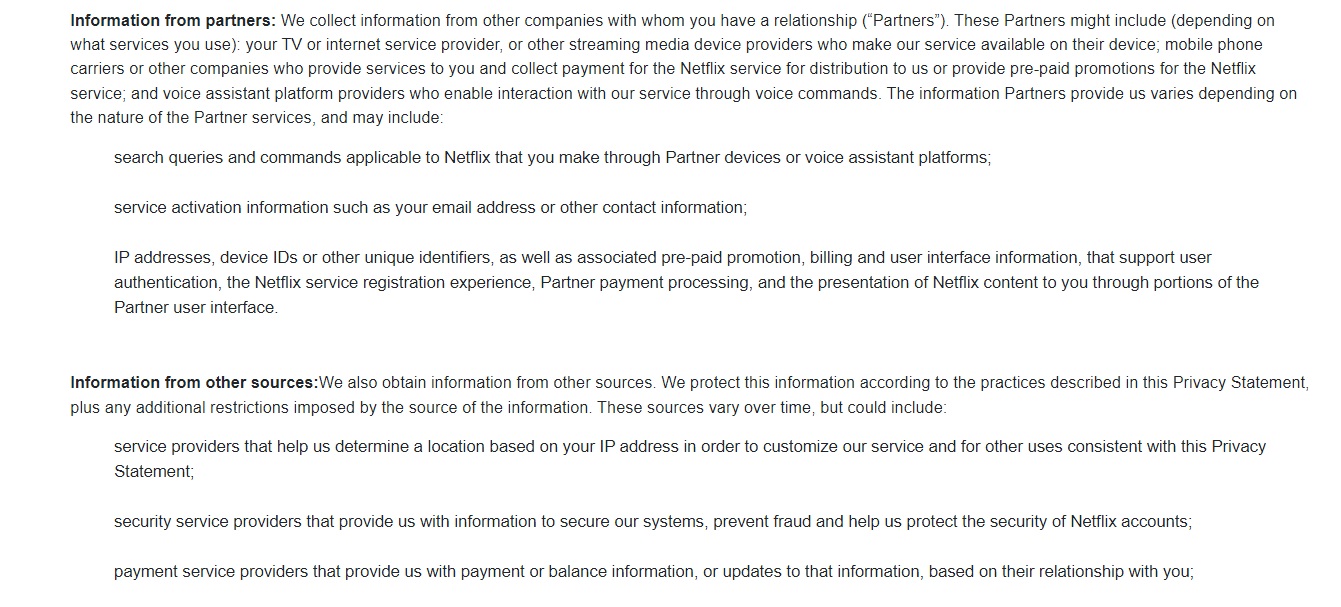 Information from partners: We collect information from other companies with whom you have a relationship (“Partners”). These Partners might include (depending on
what services you use): your TV or internet service provider, or other streaming media device providers who make our service available on their device; mobile phone
carriers or other companies who provide services to you and collect payment for the Netflix service for distribution to us or provide pre-paid promotions for the Netflix
service; and voice assistant platform providers who enable interaction with our service through voice commands. The information Partners provide us varies depending on
the nature of the Partner services, and may include:
search queries and commands applicable to Netflix that you make through Partner devices or voice assistant platforms;
service activation information such as your email address or other contact information;
IP addresses, device IDs or other unique identifiers, as well as associated pre-paid promotion, billing and user interface information, that support user
authentication, the Netflix service registration experience, Partner payment processing, and the presentation of Netflix content to you through portions of the
Partner user interface.
Information from other sources:We also obtain information from other sources. We protect this information according to the practices described in this Privacy Statement,
plus any additional restrictions imposed by the source of the information. These sources vary over time, but could include:
service providers that help us determine a location based on your IP address in order to customize our service and for other uses consistent with this Privacy
Statement;
security service providers that provide us with information to secure our systems, prevent fraud and help us protect the security of Netflix accounts;
payment service providers that provide us with payment or balance information, or updates to that information, based on their relationship with you;